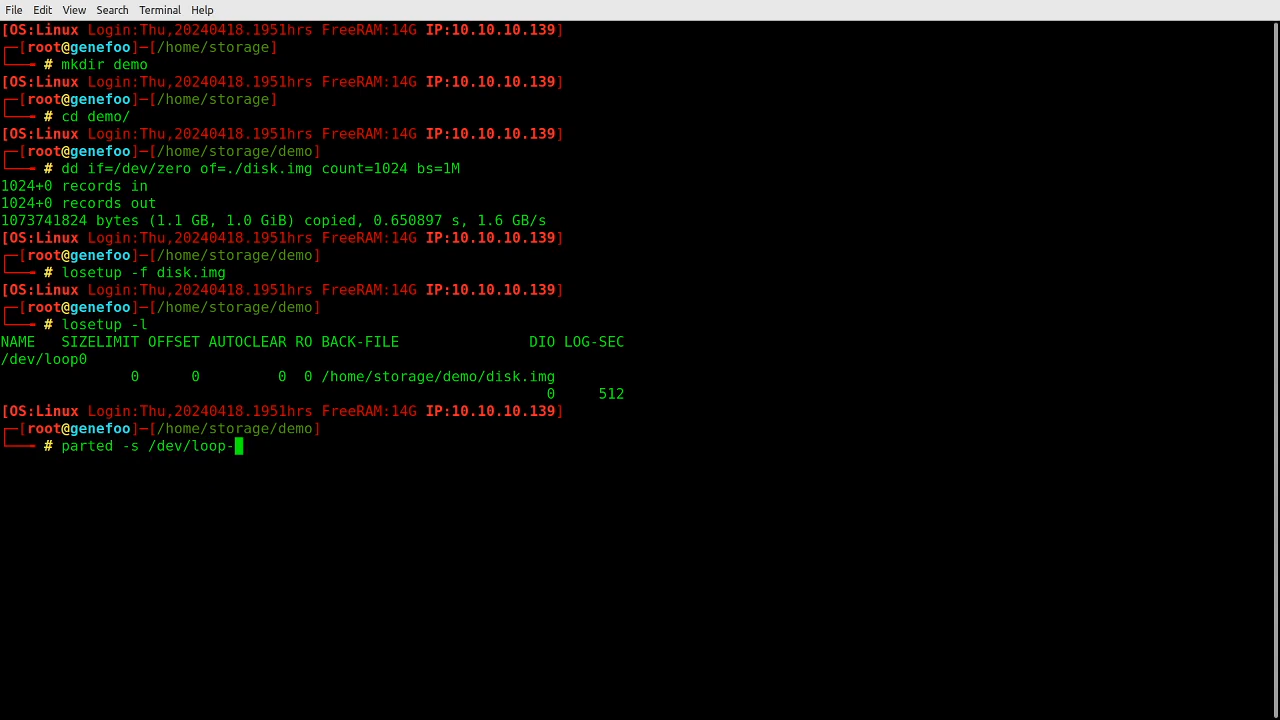 File Edit View Search Terminal Help
[OS:Linux Login:Thu,20240418.1951hrs FreeRAM:14G IP:10.10.10.139]
┌─[root@genefoo]─[/home/storage]
└──╼ # mkdir demo
[OS:Linux Login:Thu,20240418.1951hrs FreeRAM:14G IP:10.10.10.139]
┌─[root@genefoo]─[/home/storage]
└──╼ # cd demo/
[OS:Linux Login:Thu,20240418.1951hrs FreeRAM:14G IP:10.10.10.139]
┌─[root@genefoo]─[/home/storage/demo]
└──╼ # dd if=/dev/zero of=./disk.img count=1024 bs=1M
1024+0 records in
1024+0 records out
1073741824 bytes (1.1 GB, 1.0 GiB) copied, 0.650897 s, 1.6 GB/s
[OS:Linux Login:Thu,20240418.1951hrs FreeRAM:14G IP:10.10.10.139]
┌─[root@genefoo]─[/home/storage/demo]
└──╼ # losetup -f disk.img
[OS:Linux Login:Thu,20240418.1951hrs FreeRAM:14G IP:10.10.10.139]
┌─[root@genefoo]─[/home/storage/demo]
└──╼ # losetup -l
NAME   SIZELIMIT OFFSET AUTOCLEAR RO BACK-FILE               DIO LOG-SEC
/dev/loop0
               0      0         0  0 /home/storage/demo/disk.img
                                                               0     512
[OS:Linux Login:Thu,20240418.1951hrs FreeRAM:14G IP:10.10.10.139]
┌─[root@genefoo]─[/home/storage/demo]
└──╼ # parted -s /dev/loop-